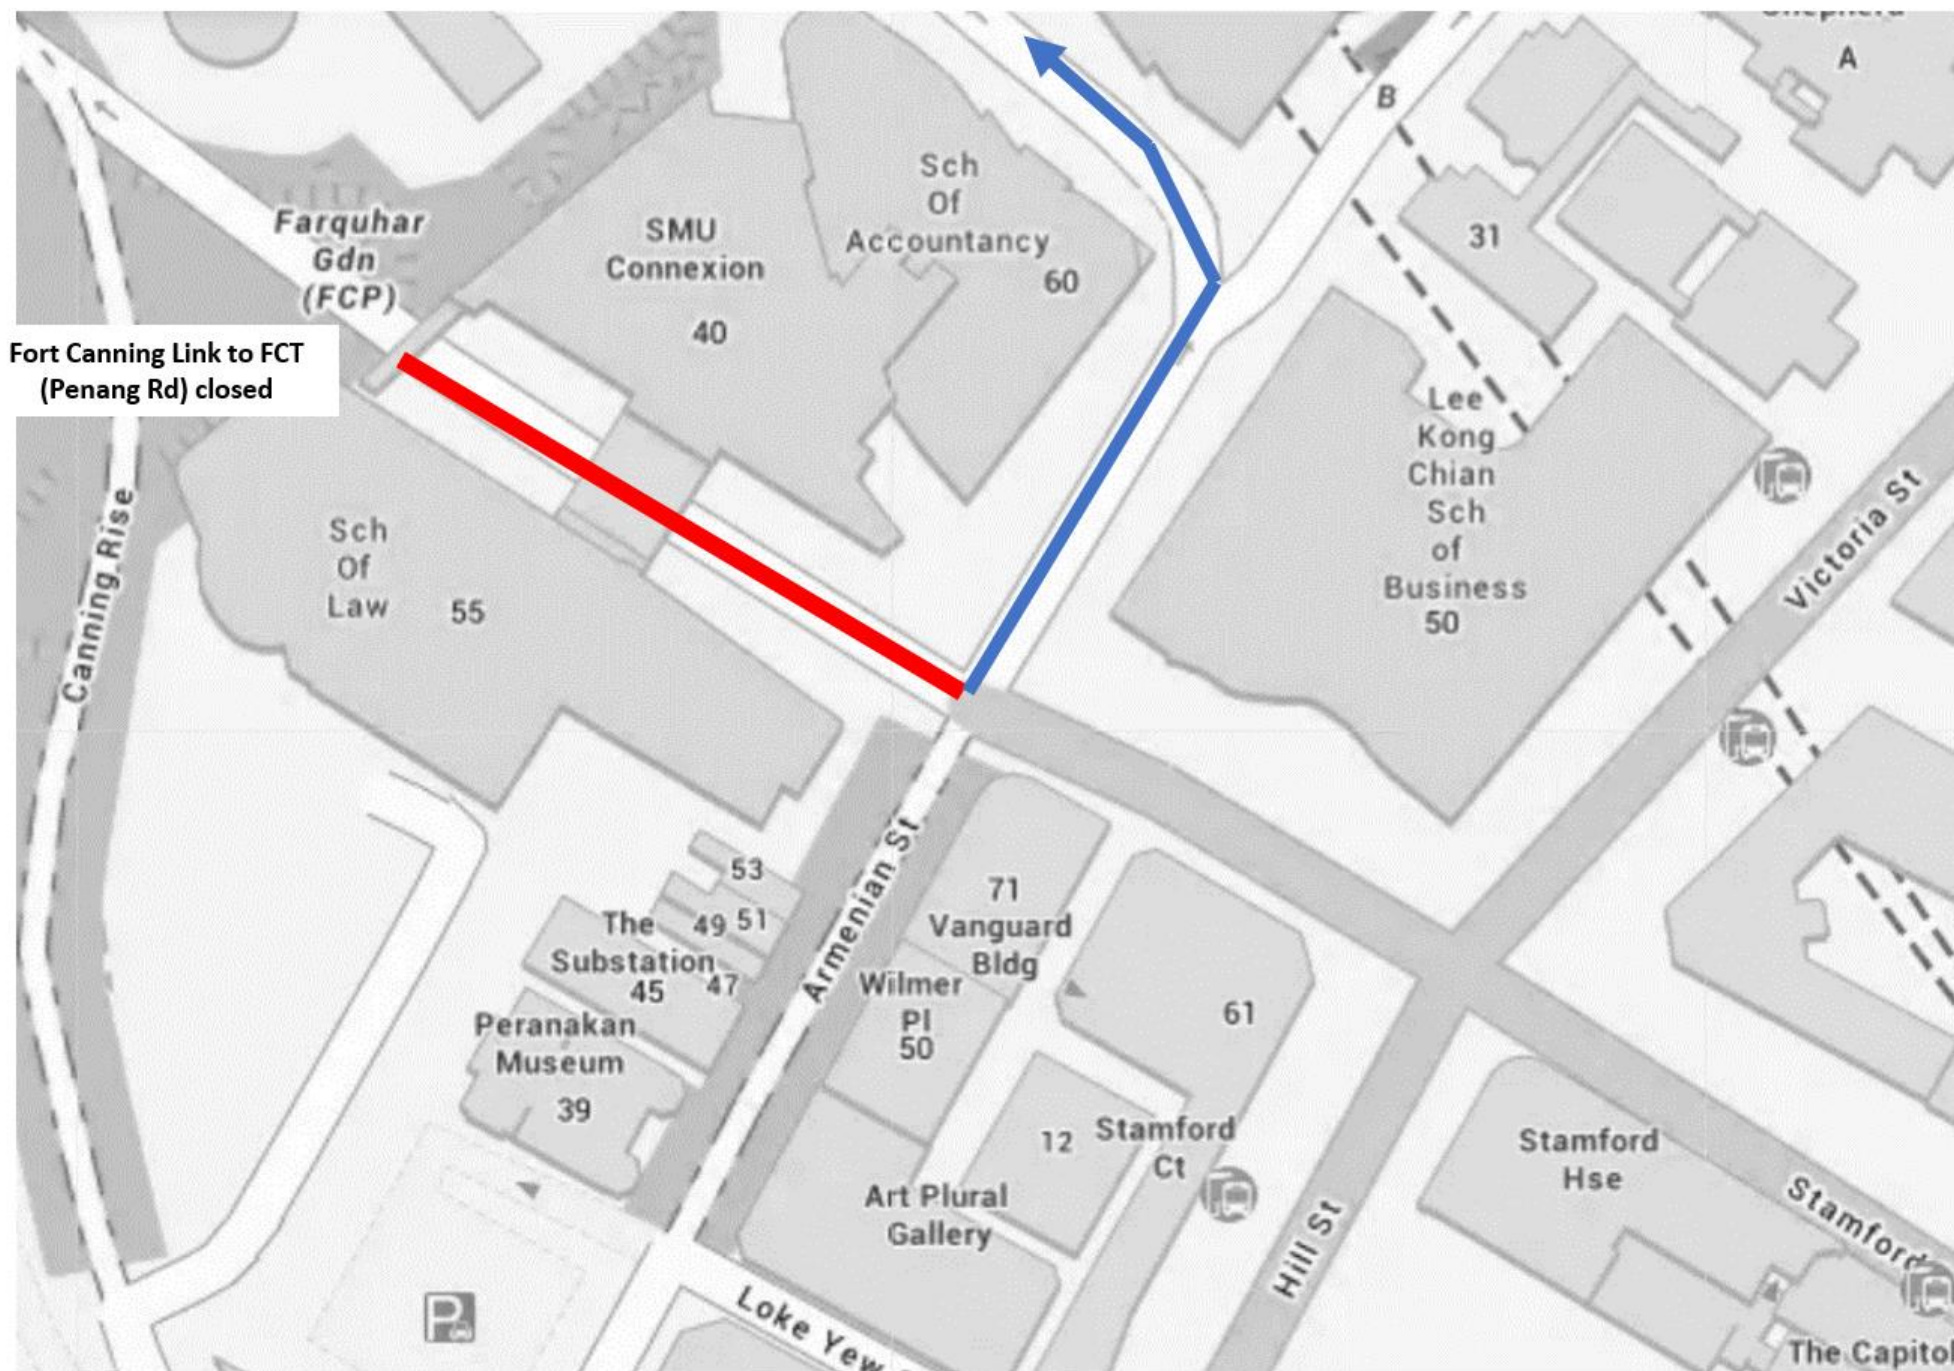 A
B
Sch
Of
Accountancy
60
SMU
Connexion
40
31
Farquhar
Gdn
(FCP)
Fort Canning Link to FCT
(Penang Rd) closed
Lee
Kong
Chian
Sch
of
Business
50
Victoria St
Canning Rise
Sch
Of
Law 55
53
The 49 51
Substation
45 47
Peranakan
Museum
39
Armenian St
71
Vanguard
Bldg
Wilmer
Pl
50
61
12
Stamford
Ct
Art Plural
Gallery
Hill St
Stamford
Hse
Stamford
P
Loke Yew
The Capitol